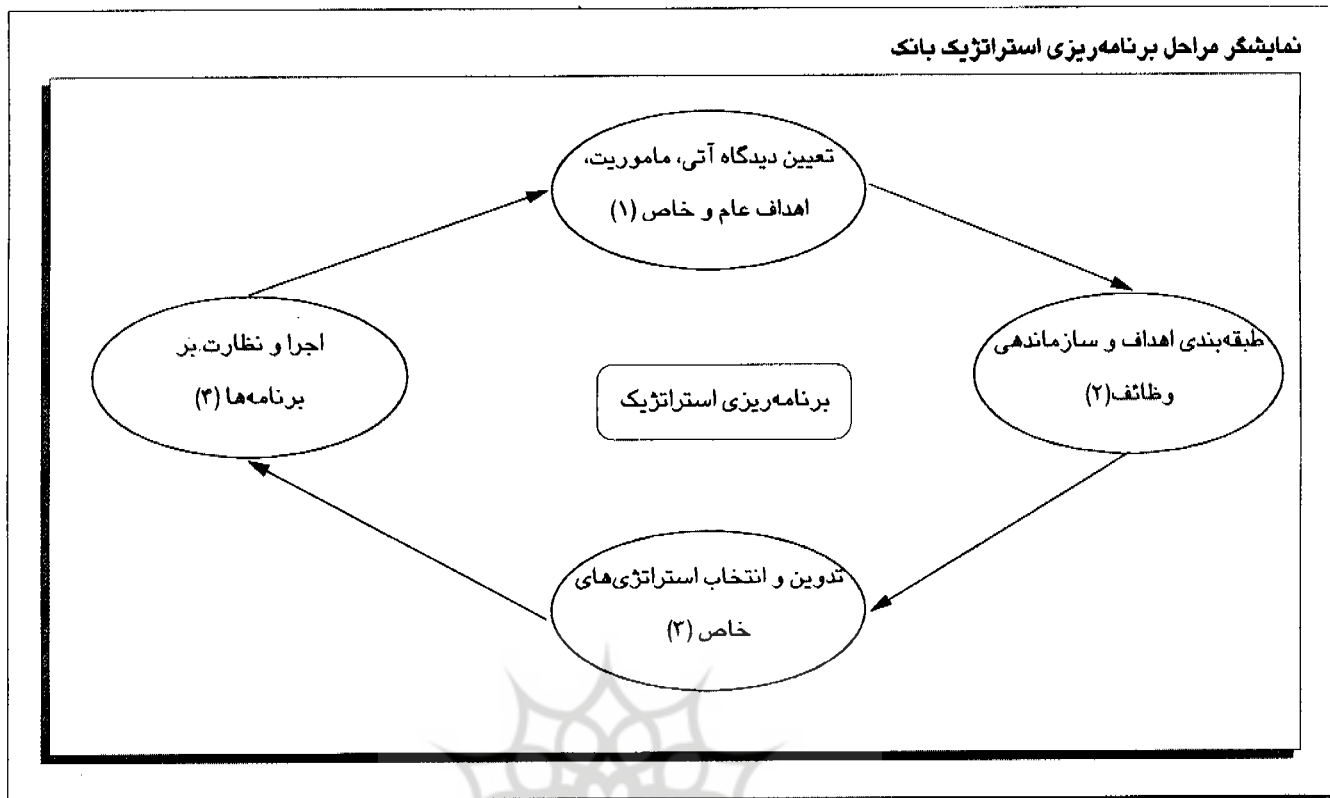 نمایشگر مراحل برنامه‌ریزی استراتژیک بانک
تعیین دیدگاه آتی، ماموریت،
اهداف عام و خاص (۱)
طبقه‌بندی اهداف و سازماندهی
وظائف(۲)
تدوین و انتخاب استراتژی‌های
خاص (۳)
اجرا و نظارت بر
برنامه‌ها (۴)
برنامه‌ریزی استراتژیک